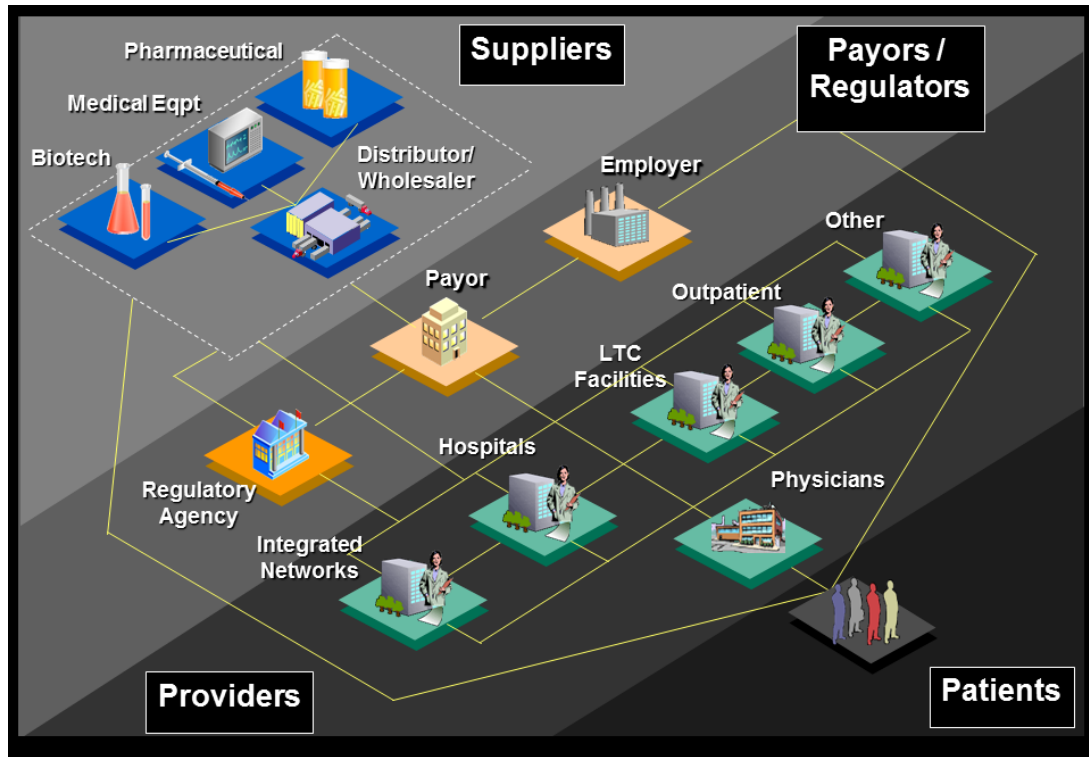 Suppliers
Payors /
Regulators
Pharmaceutical
Medical Eqpt
Biotech
Distributor/
Wholesaler
Employer
Other
Payor
Outpatient
LTC
Facilities
Hospitals
Physicians
Regulatory
Agency
Integrated
Networks
Providers
Patients